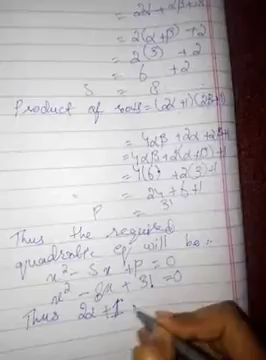 = 2α + 2β + 2
= 2(α+β) + 2
= 2(3) + 2
= 6 + 2
S = 8
Product of roots = (2α+1)(2β+1)
= 4αβ + 2α + 2β + 1
= 4αβ + 2(α+β) + 1
= 4(6) + 2(3) + 1
= 24 + 6 + 1
P = 31
Thus the required
quadratic eq will be :-
x² - Sx + P = 0
x² - 8x + 31 = 0
Thus 2α + 1